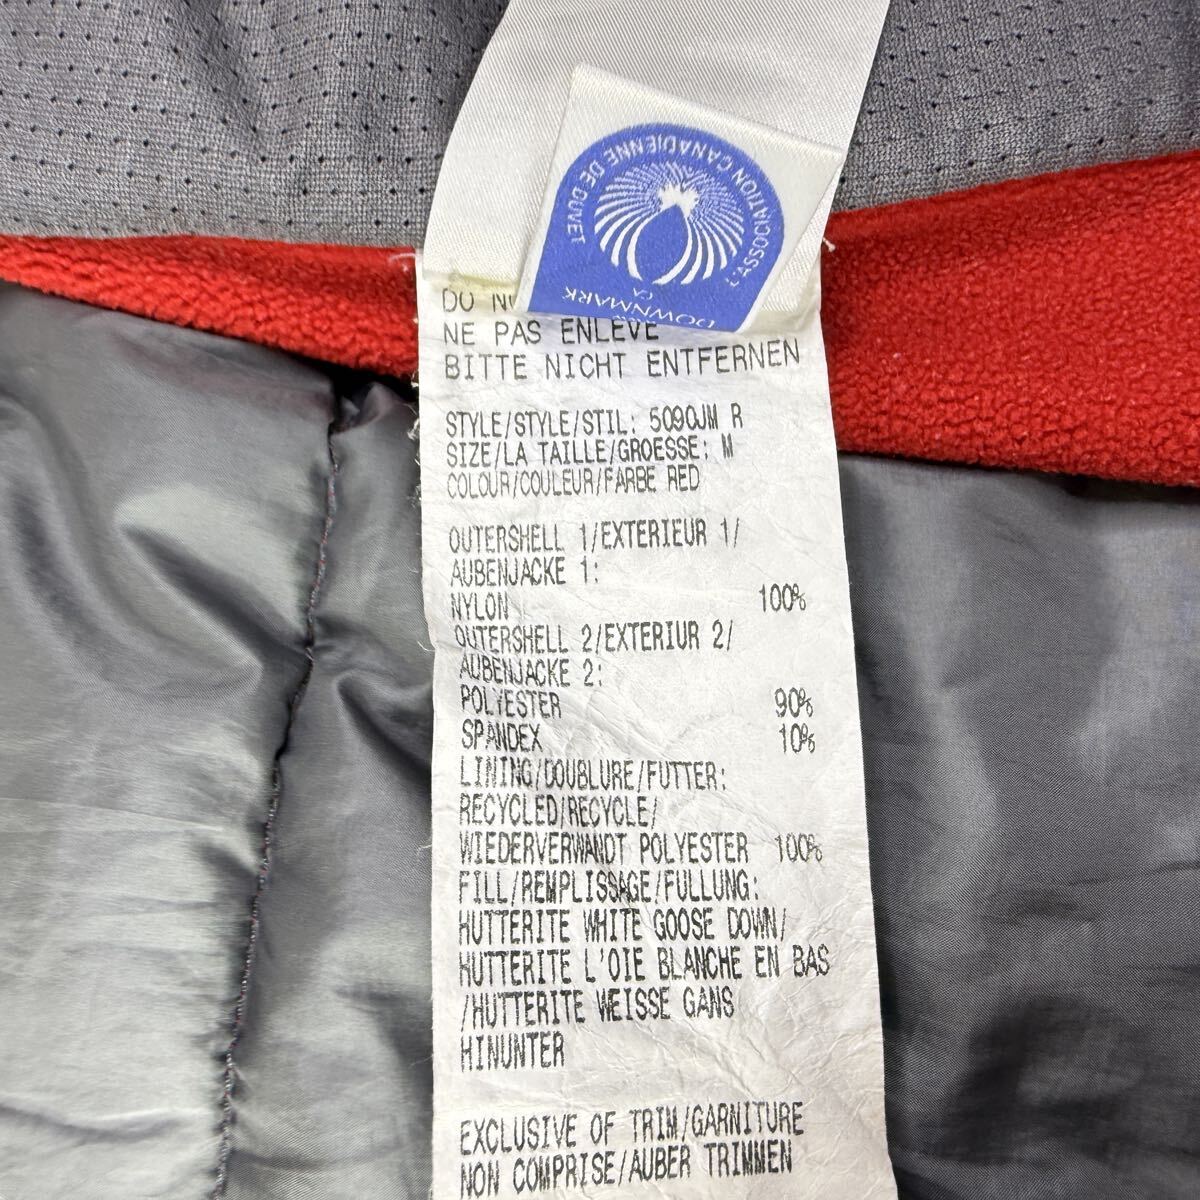 L'ASSOCIATION CANADIENNE DE DUVET
DOWNMARK
CA
DO
NE PAS ENLEVE
BITTE NICHT ENTFERNEN
STYLE/STYLE/STIL: 5090JM R
SIZE/LA TAILLE/GROESSE: M
COLOUR/COULEUR/FARBE RED
OUTERSHELL 1/EXTERIEUR 1/
AUBENJACKE 1:
NYLON 100%
OUTERSHELL 2/EXTERIUR 2/
AUBENJACKE 2:
POLYESTER 90%
SPANDEX 10%
LINING/DOUBLURE/FUTTER:
RECYCLED/RECYCLE/
WIEDERVERWANDT POLYESTER 100%
FILL/REMPLISSAGE/FULLUNG:
HUTTERITE WHITE GOOSE DOWN/
HUTTERITE L'OIE BLANCHE EN BAS
/HUTTERITE WEISSE GANS
HINUNTER
EXCLUSIVE OF TRIM/GARNITURE
NON COMPRISE/AUBER TRIMMEN